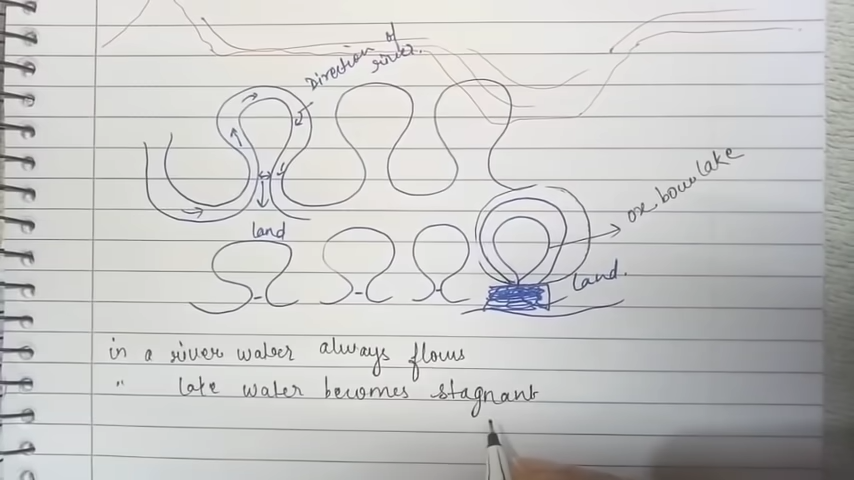 Direction of
river.
ox bow lake
land
land.
in a river water always flows
" lake water becomes stagnant